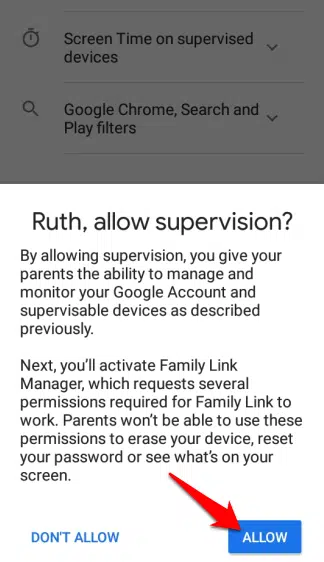 Screen Time on supervised
devices
Google Chrome, Search and
Play filters
Ruth, allow supervision?
By allowing supervision, you give your
parents the ability to manage and
monitor your Google Account and
supervisable devices as described
previously.
Next, you’ll activate Family Link
Manager, which requests several
permissions required for Family Link to
work. Parents won’t be able to use these
permissions to erase your device, reset
your password or see what’s on your
screen.
DON'T ALLOW ALLOW